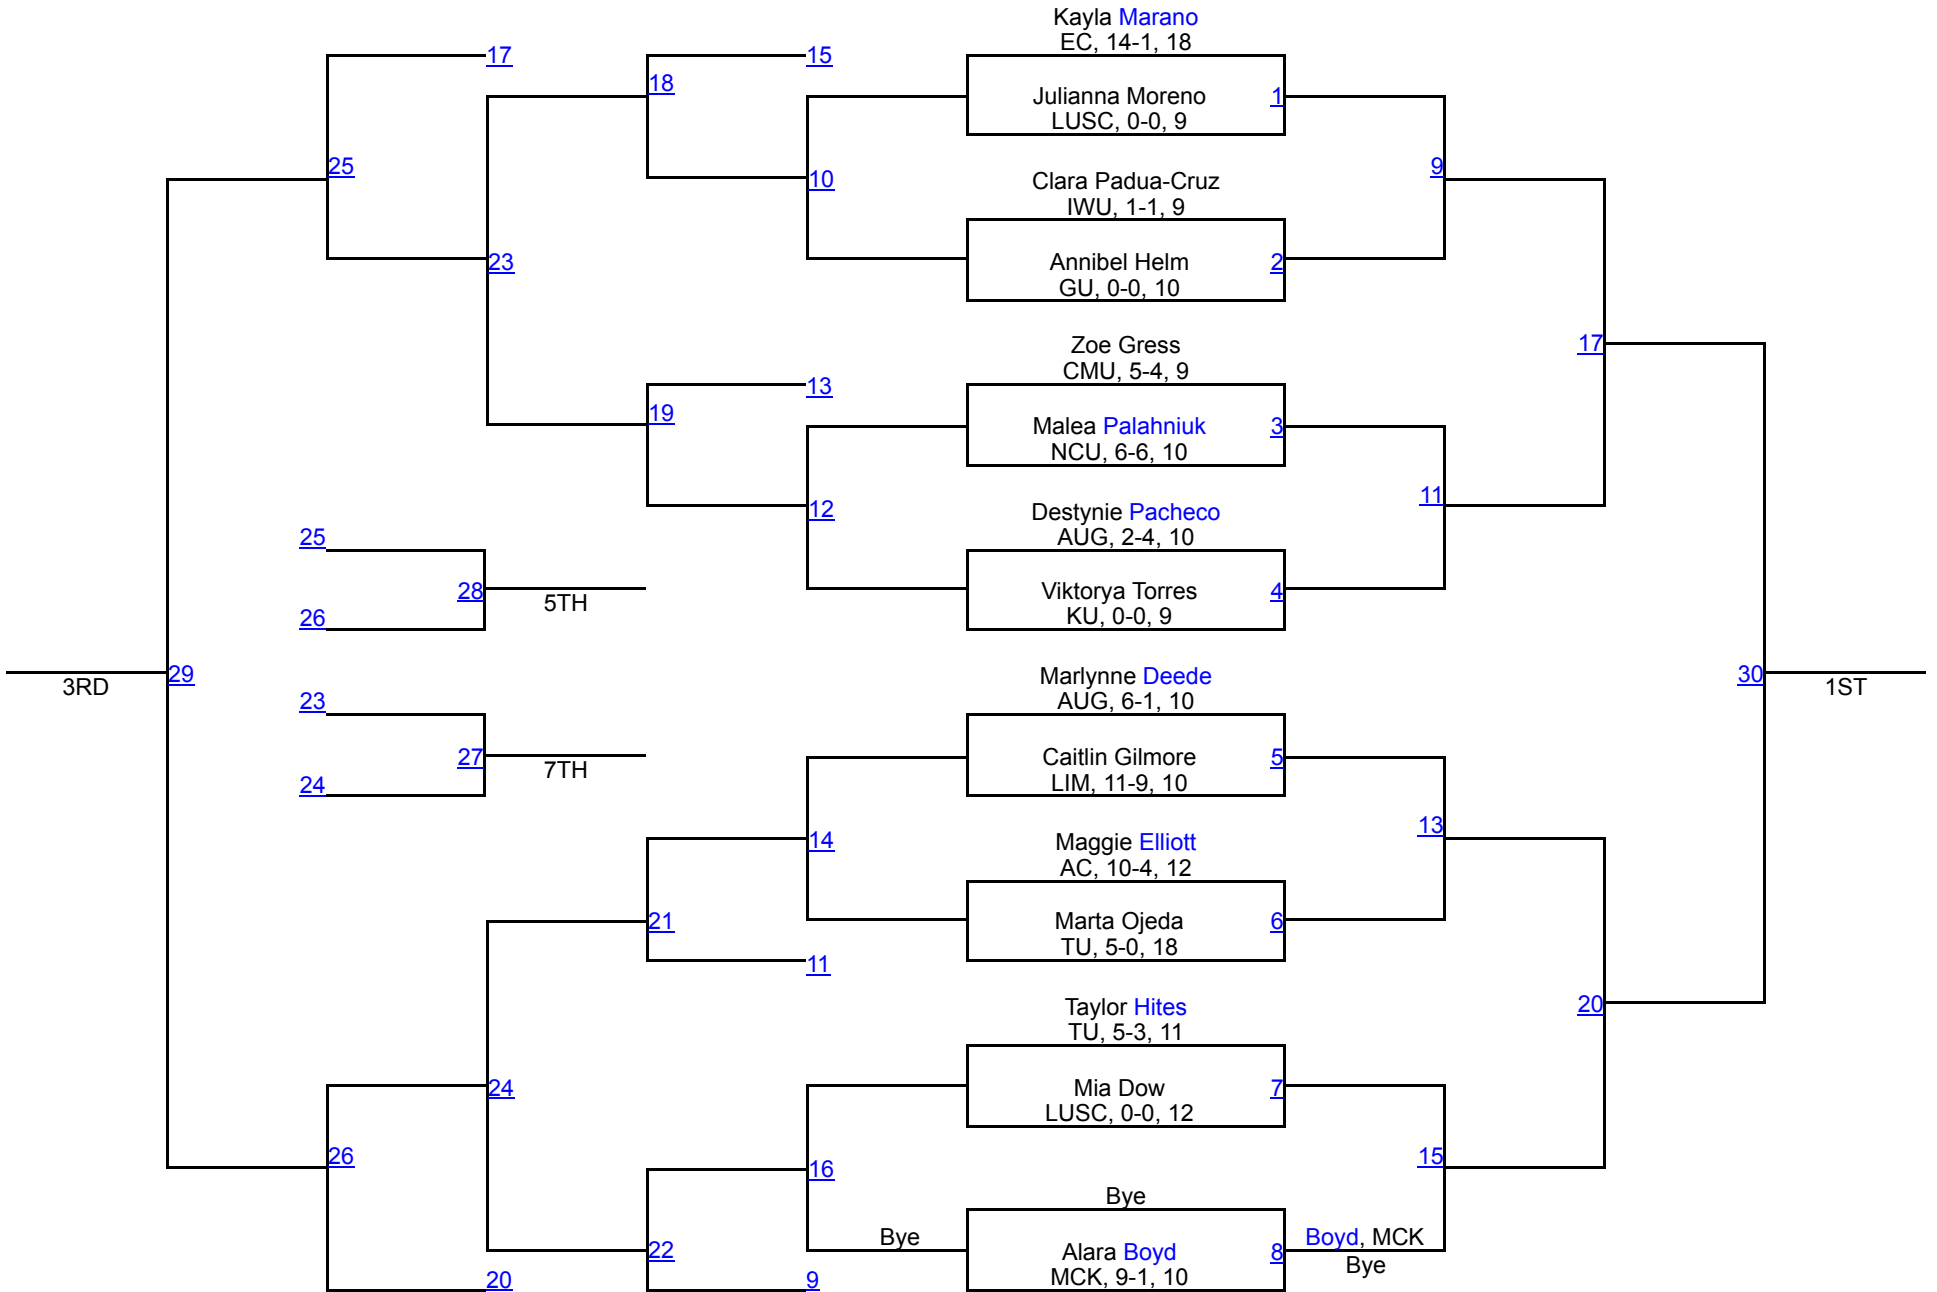 Kayla Marano
EC, 14-1, 18
17
15
18
Julianna Moreno
1
LUSC, 0-0, 9
25
10
Clara Padua-Cruz
9
IWU, 1-1, 9
23
Annibel Helm
2
GU, 0-0, 10
Zoe Gress
17
CMU, 5-4, 9
13
19
Malea Palahniuk
3
NCU, 6-6, 10
12
Destynie Pacheco
11
25
AUG, 2-4, 10
28
5TH
Viktorya Torres
4
26
KU, 0-0, 9
3RD
29
Marlynne Deede
30
1ST
23
AUG, 6-1, 10
27
7TH
Caitlin Gilmore
5
24
LIM, 11-9, 10
14
Maggie Elliott
13
AC, 10-4, 12
21
Marta Ojeda
6
TU, 5-0, 18
11
Taylor Hites
20
TU, 5-3, 11
24
Mia Dow
7
LUSC, 0-0, 12
26
16
15
Bye
Bye
Boyd, MCK
22
Alara Boyd
8
Bye
20
9
MCK, 9-1, 10